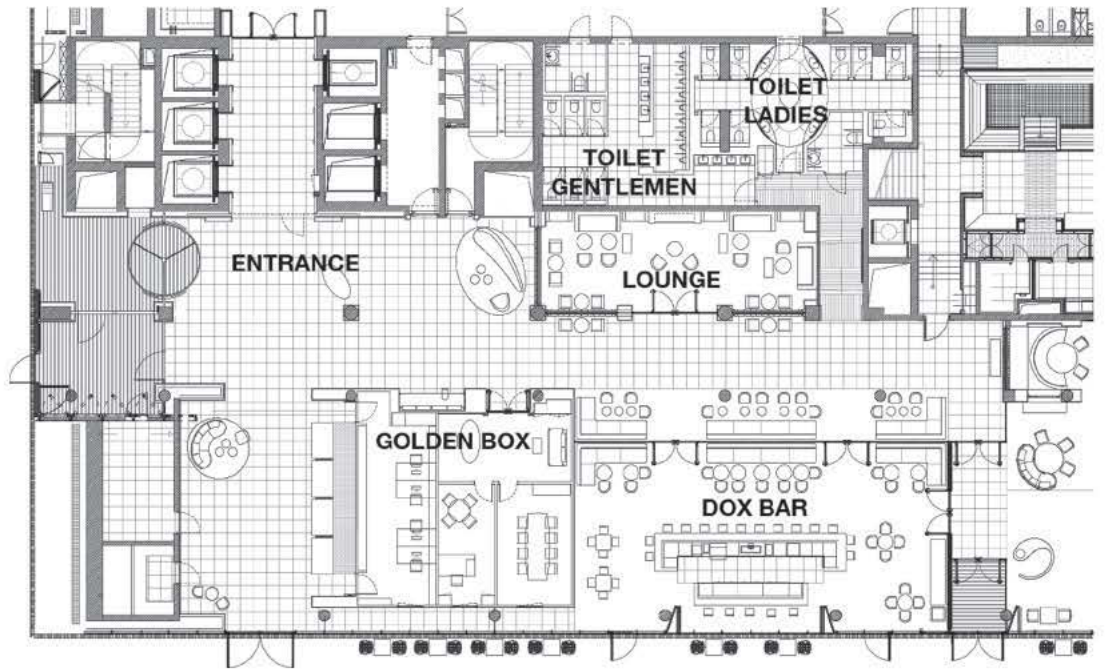 TOILET
LADIES
TOILET
GENTLEMEN
ENTRANCE
LOUNGE
GOLDEN BOX
DOX BAR